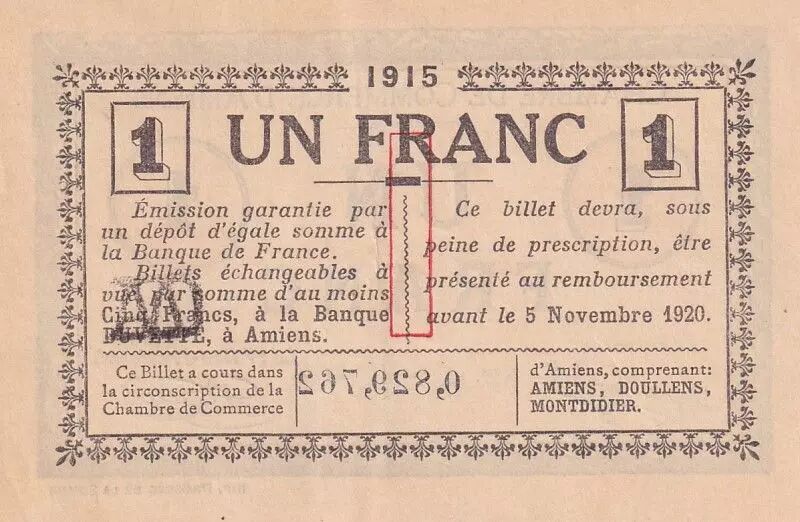 1915
1 UN FRANC 1
Émission garantie par
un dépôt d'égale somme à
la Banque de France.
Billets échangeables à
vue par somme d'au moins
Cinq Francs, à la Banque
DUVETTE, à Amiens.
Ce billet devra, sous
peine de prescription, être
présenté au remboursement
avant le 5 Novembre 1920.
Ce Billet a cours dans
la circonscription de la
Chambre de Commerce
0,829,762
d'Amiens, comprenant:
AMIENS, DOULLENS,
MONTDIDIER.